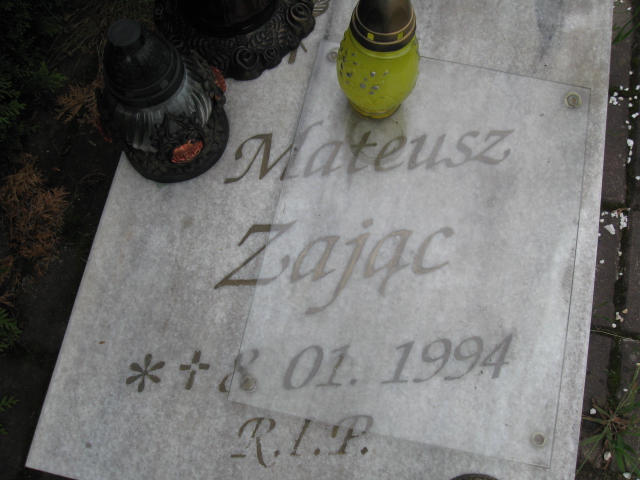 Mateusz
Zając
*† 8. 01. 1994
R.I.P.